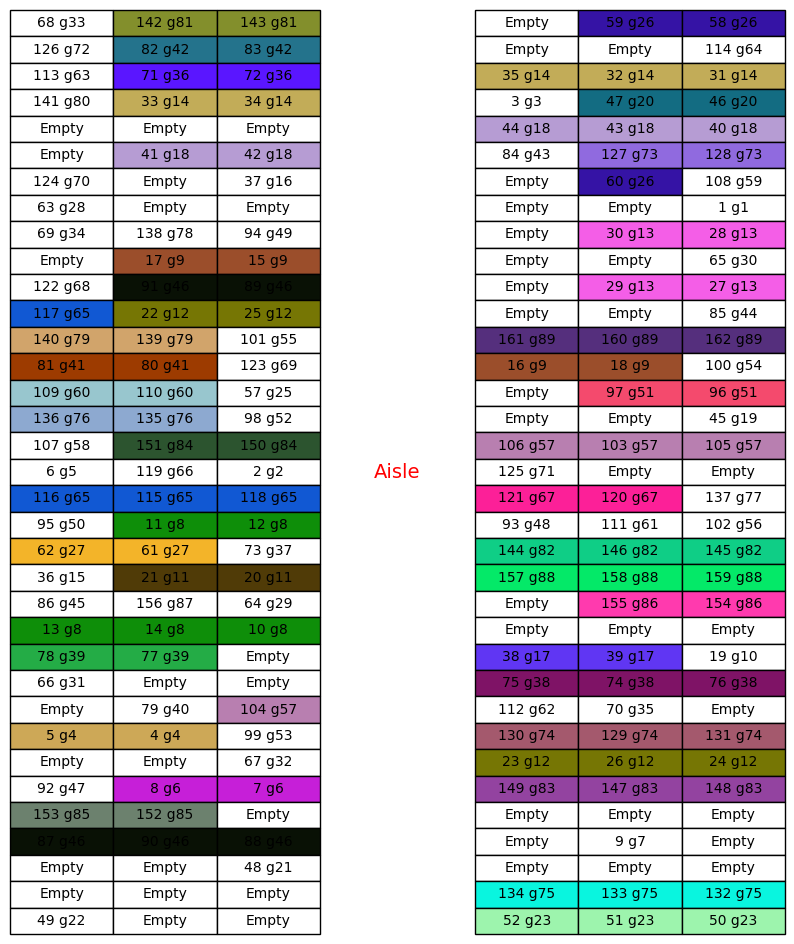 68 g33 142 g81 143 g81 Empty 59 g26 58 g26
126 g72 82 g42 83 g42 Empty Empty 114 g64
113 g63 71 g36 72 g36 35 g14 32 g14 31 g14
141 g80 33 g14 34 g14 3 g3 47 g20 46 g20
Empty Empty Empty 44 g18 43 g18 40 g18
Empty 41 g18 42 g18 84 g43 127 g73 128 g73
124 g70 Empty 37 g16 Empty 60 g26 108 g59
63 g28 Empty Empty Empty Empty 1 g1
69 g34 138 g78 94 g49 Empty 30 g13 28 g13
Empty 17 g9 15 g9 Empty Empty 65 g30
122 g68 91 g46 89 g46 Empty 29 g13 27 g13
117 g65 22 g12 25 g12 Empty Empty 85 g44
140 g79 139 g79 101 g55 161 g89 160 g89 162 g89
81 g41 80 g41 123 g69 16 g9 18 g9 100 g54
109 g60 110 g60 57 g25 Empty 97 g51 96 g51
136 g76 135 g76 98 g52 Empty Empty 45 g19
107 g58 151 g84 150 g84 106 g57 103 g57 105 g57
6 g5 119 g66 2 g2 Aisle 125 g71 Empty Empty
116 g65 115 g65 118 g65 121 g67 120 g67 137 g77
95 g50 11 g8 12 g8 93 g48 111 g61 102 g56
62 g27 61 g27 73 g37 144 g82 146 g82 145 g82
36 g15 21 g11 20 g11 157 g88 158 g88 159 g88
86 g45 156 g87 64 g29 Empty 155 g86 154 g86
13 g8 14 g8 10 g8 Empty Empty Empty
78 g39 77 g39 Empty 38 g17 39 g17 19 g10
66 g31 Empty Empty 75 g38 74 g38 76 g38
Empty 79 g40 104 g57 112 g62 70 g35 Empty
5 g4 4 g4 99 g53 130 g74 129 g74 131 g74
Empty Empty 67 g32 23 g12 26 g12 24 g12
92 g47 8 g6 7 g6 149 g83 147 g83 148 g83
153 g85 152 g85 Empty Empty Empty Empty
87 g46 90 g46 88 g46 Empty 9 g7 Empty
Empty Empty 48 g21 Empty Empty Empty
Empty Empty Empty 134 g75 133 g75 132 g75
49 g22 Empty Empty 52 g23 51 g23 50 g23